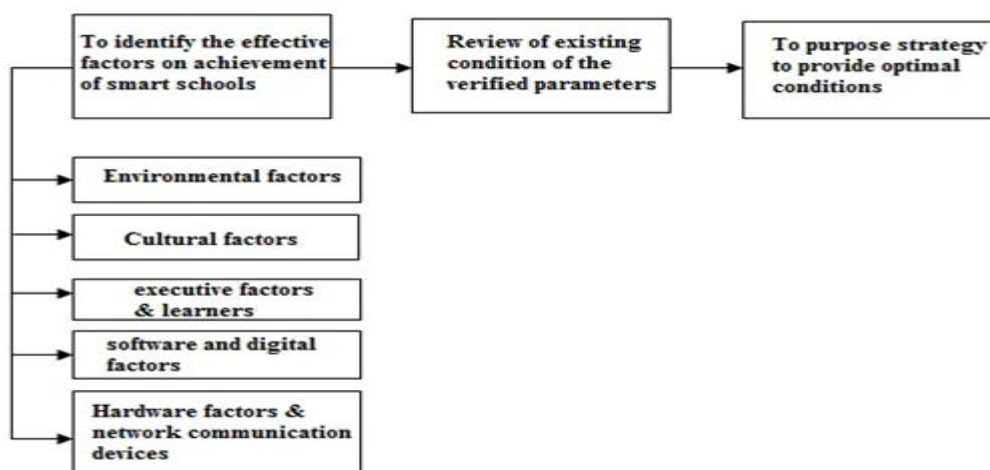 To identify the effective
factors on achievement
of smart schools
Review of existing
condition of the
verified parameters
To purpose strategy
to provide optimal
conditions
Environmental factors
Cultural factors
executive factors
& learners
software and digital
factors
Hardware factors &
network communication
devices